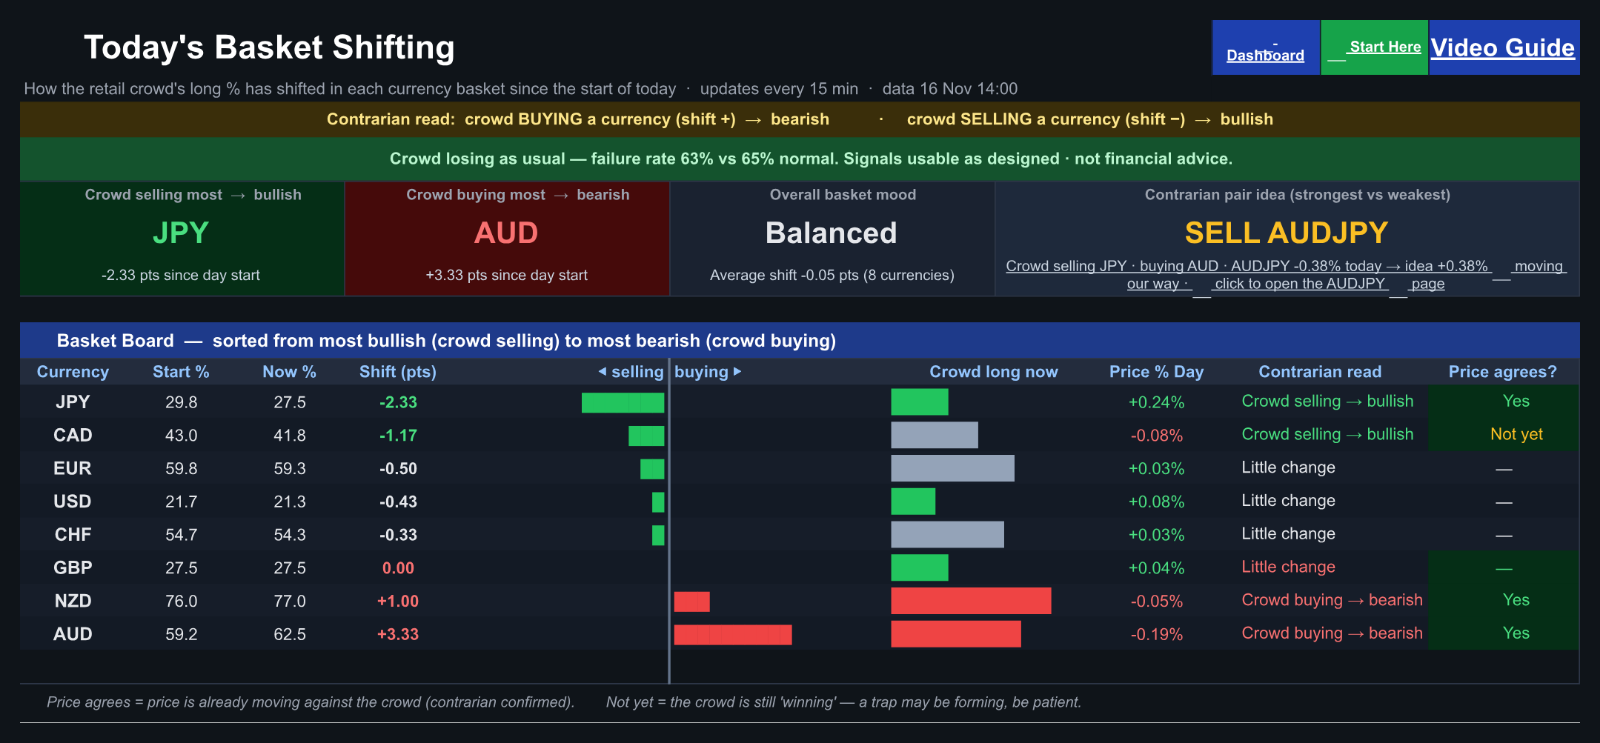 Today's Basket Shifting
Dashboard
Start Here
Video Guide
How the retail crowd's long % has shifted in each currency basket since the start of today · updates every 15 min · data 16 Nov 14:00
Contrarian read: crowd BUYING a currency (shift +) → bearish · crowd SELLING a currency (shift −) → bullish
Crowd losing as usual — failure rate 63% vs 65% normal. Signals usable as designed · not financial advice.
Crowd selling most → bullish
JPY
-2.33 pts since day start
Crowd buying most → bearish
AUD
+3.33 pts since day start
Overall basket mood
Balanced
Average shift -0.05 pts (8 currencies)
Contrarian pair idea (strongest vs weakest)
SELL AUDJPY
Crowd selling JPY · buying AUD · AUDJPY -0.38% today → idea +0.38% moving
our way · click to open the AUDJPY page
Basket Board — sorted from most bullish (crowd selling) to most bearish (crowd buying)
Currency Start % Now % Shift (pts) ◄ selling buying ► Crowd long now Price % Day Contrarian read Price agrees?
JPY 29.8 27.5 -2.33 +0.24% Crowd selling → bullish Yes
CAD 43.0 41.8 -1.17 -0.08% Crowd selling → bullish Not yet
EUR 59.8 59.3 -0.50 +0.03% Little change —
USD 21.7 21.3 -0.43 +0.08% Little change —
CHF 54.7 54.3 -0.33 +0.03% Little change —
GBP 27.5 27.5 0.00 +0.04% Little change —
NZD 76.0 77.0 +1.00 -0.05% Crowd buying → bearish Yes
AUD 59.2 62.5 +3.33 -0.19% Crowd buying → bearish Yes
Price agrees = price is already moving against the crowd (contrarian confirmed). Not yet = the crowd is still 'winning' — a trap may be forming, be patient.